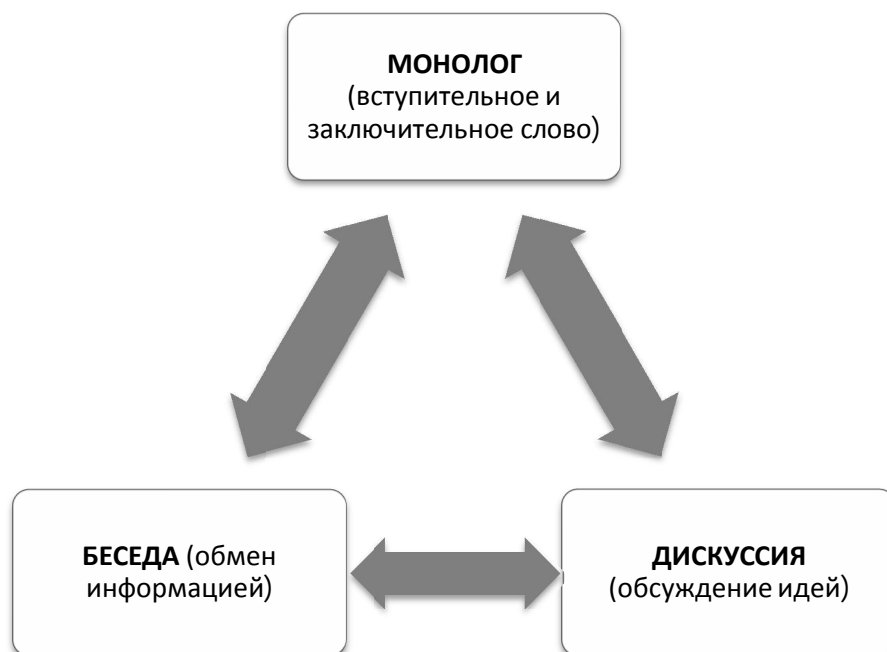 МОНОЛОГ
(вступительное и
заключительное слово)
БЕСЕДА (обмен
информацией)
ДИСКУССИЯ
(обсуждение идей)